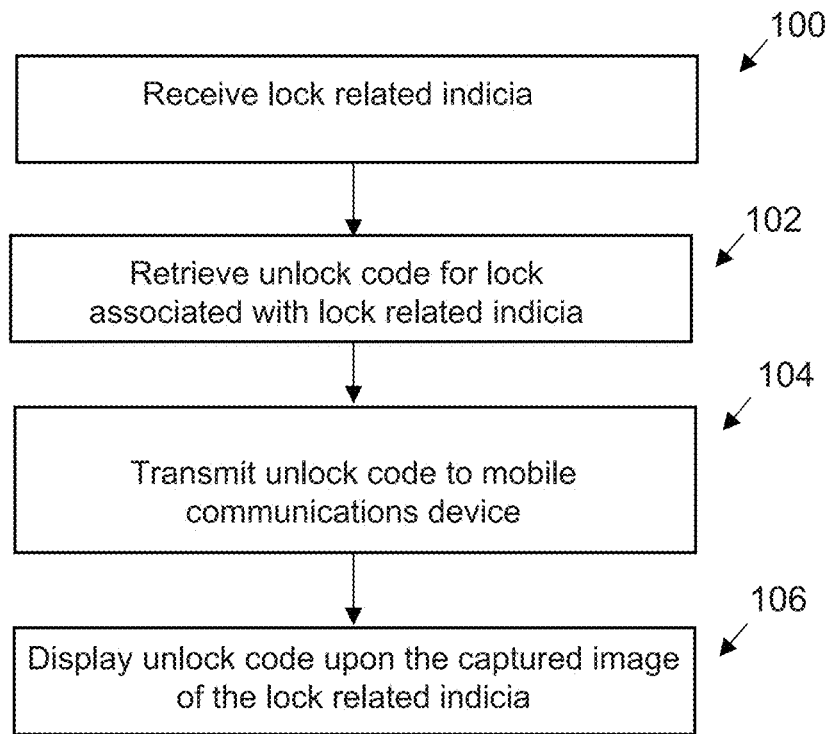 100
Receive lock related indicia
102
Retrieve unlock code for lock
associated with lock related indicia
104
Transmit unlock code to mobile
communications device
106
Display unlock code upon the captured image
of the lock related indicia